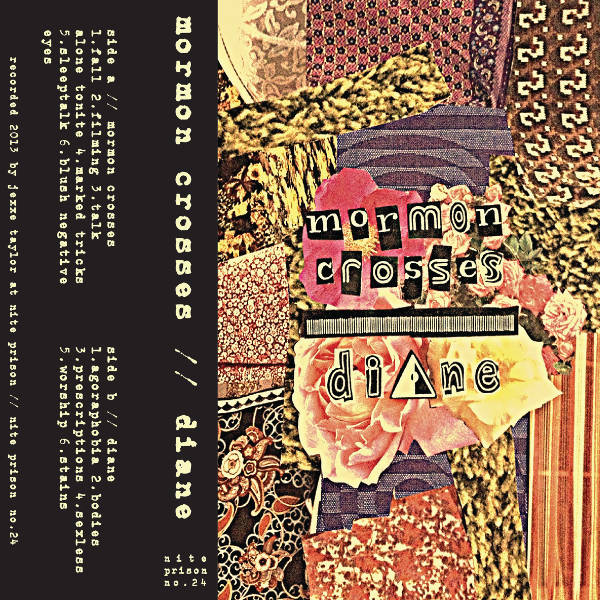 mormon crosses // diane
nite
prison
no.24
side a // mormon crosses
1.fall 2.filming 3.talk
alone tonite 4.marked tricks
5.sleeptalk 6.blush negative
eyes
side b // diane
1.agoraphobia 2.bodies
3.prescriptions 4.sexless
5.worship 6.stains
recorded 2013 by jexxe taylor at nite prison // nite prison no.24
mormon
crosses
diane